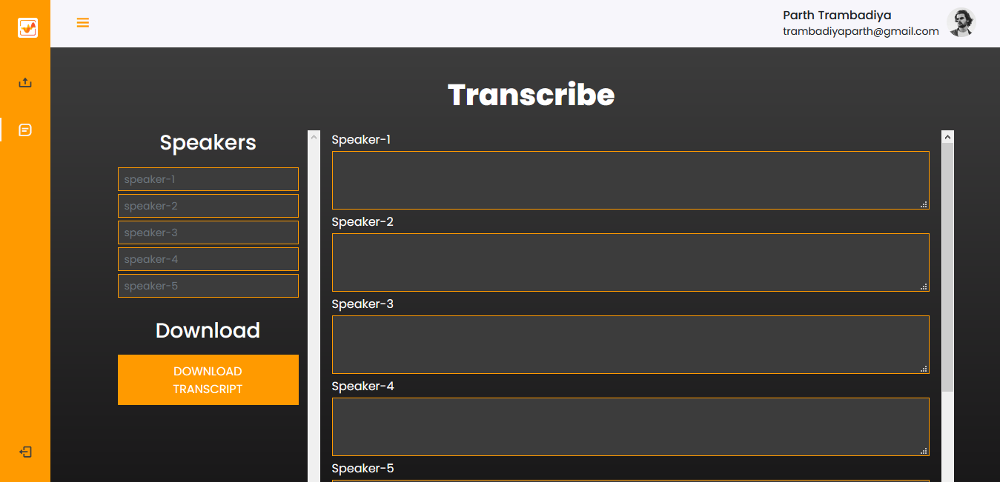 Parth Trambadiya
trambadiyaparth@gmail.com
Transcribe
Speakers
speaker-1
speaker-2
speaker-3
speaker-4
speaker-5
Download
DOWNLOAD
TRANSCRIPT
Speaker-1
Speaker-2
Speaker-3
Speaker-4
Speaker-5